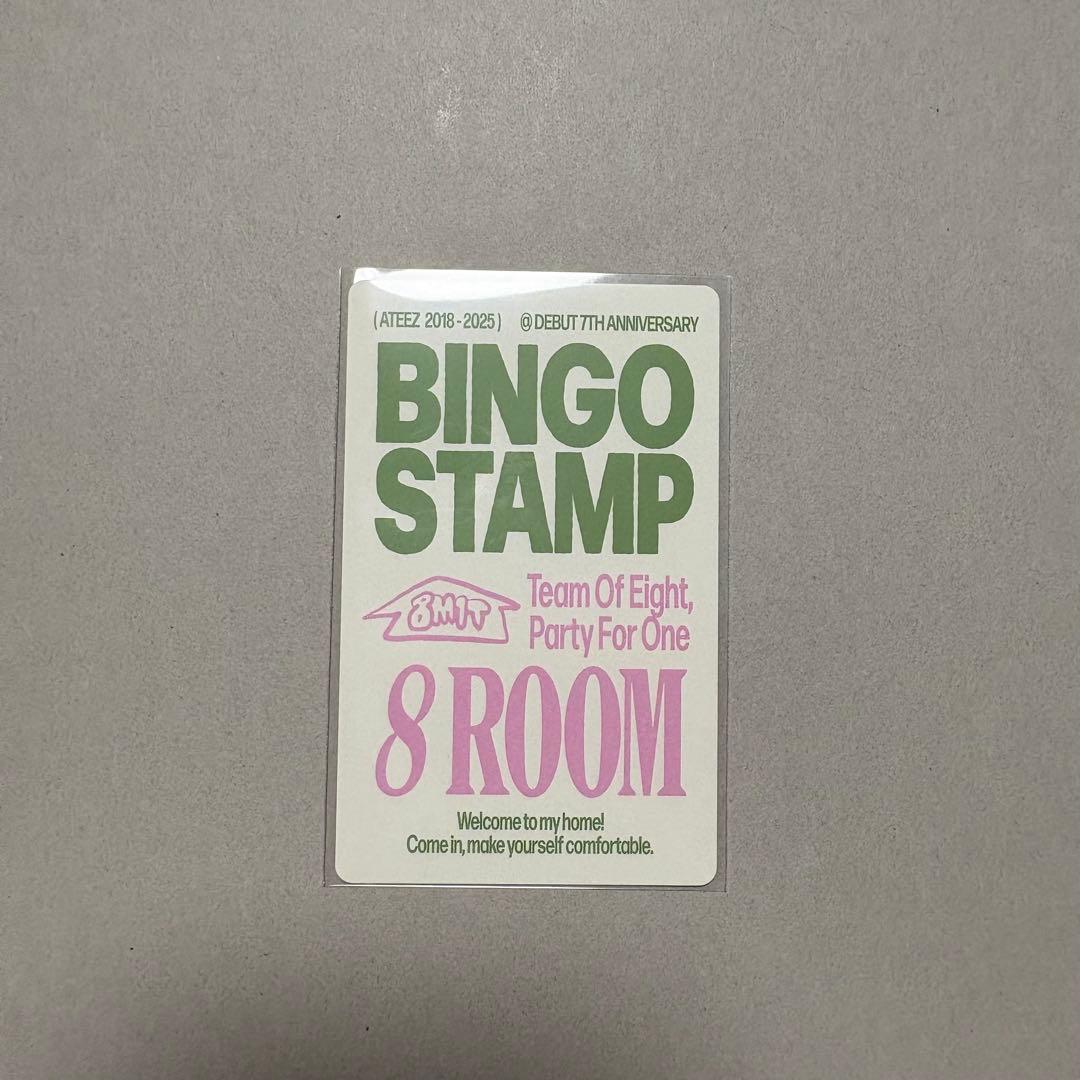 ( ATEEZ 2018 - 2025 ) @ DEBUT 7TH ANNIVERSARY
BINGO
STAMP
8M1T
Team Of Eight,
Party For One
8 ROOM
Welcome to my home!
Come in, make yourself comfortable.